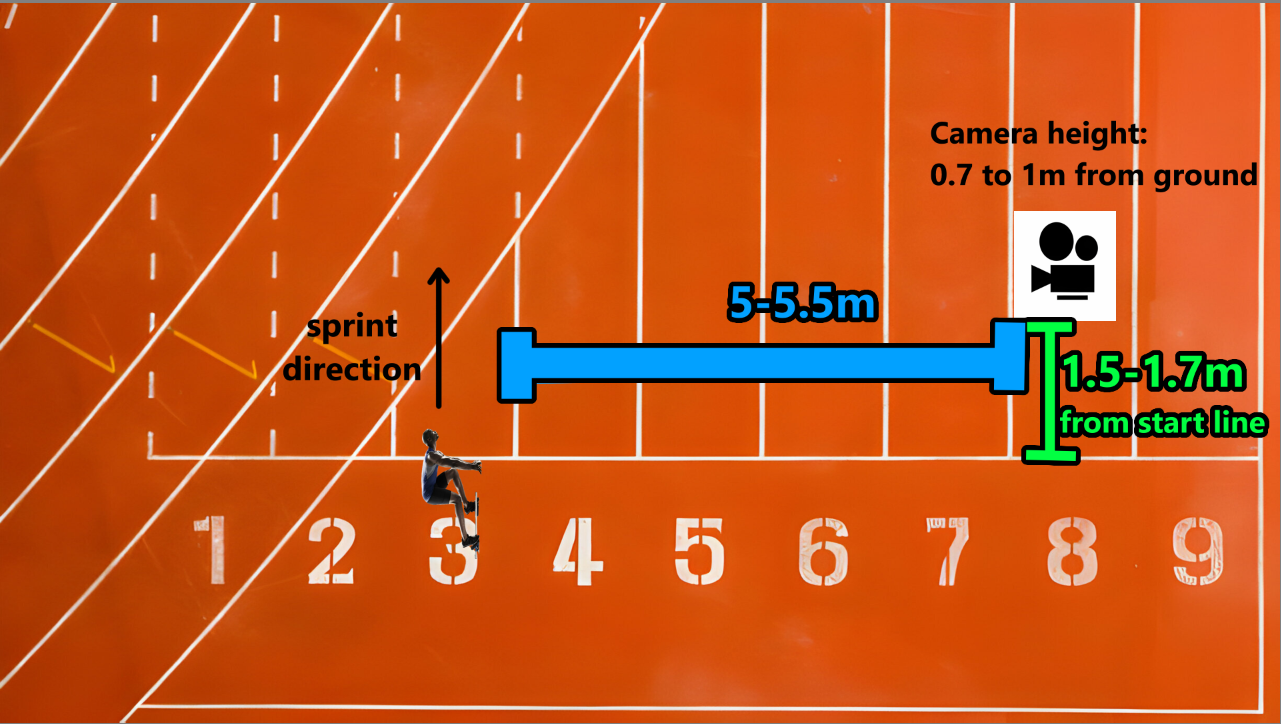 Camera height:
0.7 to 1m from ground
5-5.5m
sprint
direction
1.5-1.7m
from start line
1 2 3 4 5 6 7 8 9